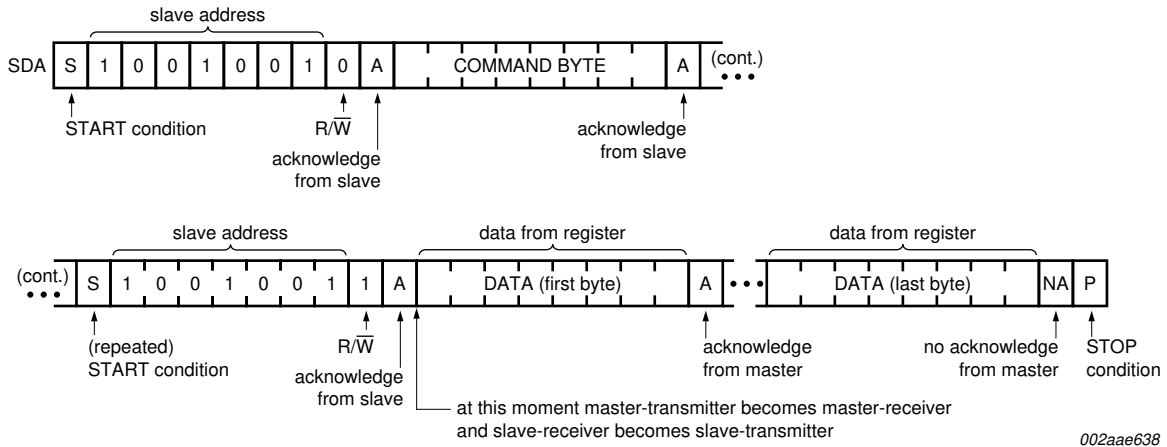 slave address
SDA S 1 0 0 1 0 0 1 0 A COMMAND BYTE A (cont.)
START condition R/W̅ acknowledge from slave acknowledge from slave
slave address data from register data from register
(cont.) S 1 0 0 1 0 0 1 1 A DATA (first byte) A DATA (last byte) NA P
(repeated) START condition R/W̅ acknowledge from slave acknowledge from master no acknowledge from master STOP condition
at this moment master-transmitter becomes master-receiver
and slave-receiver becomes slave-transmitter
002aae638